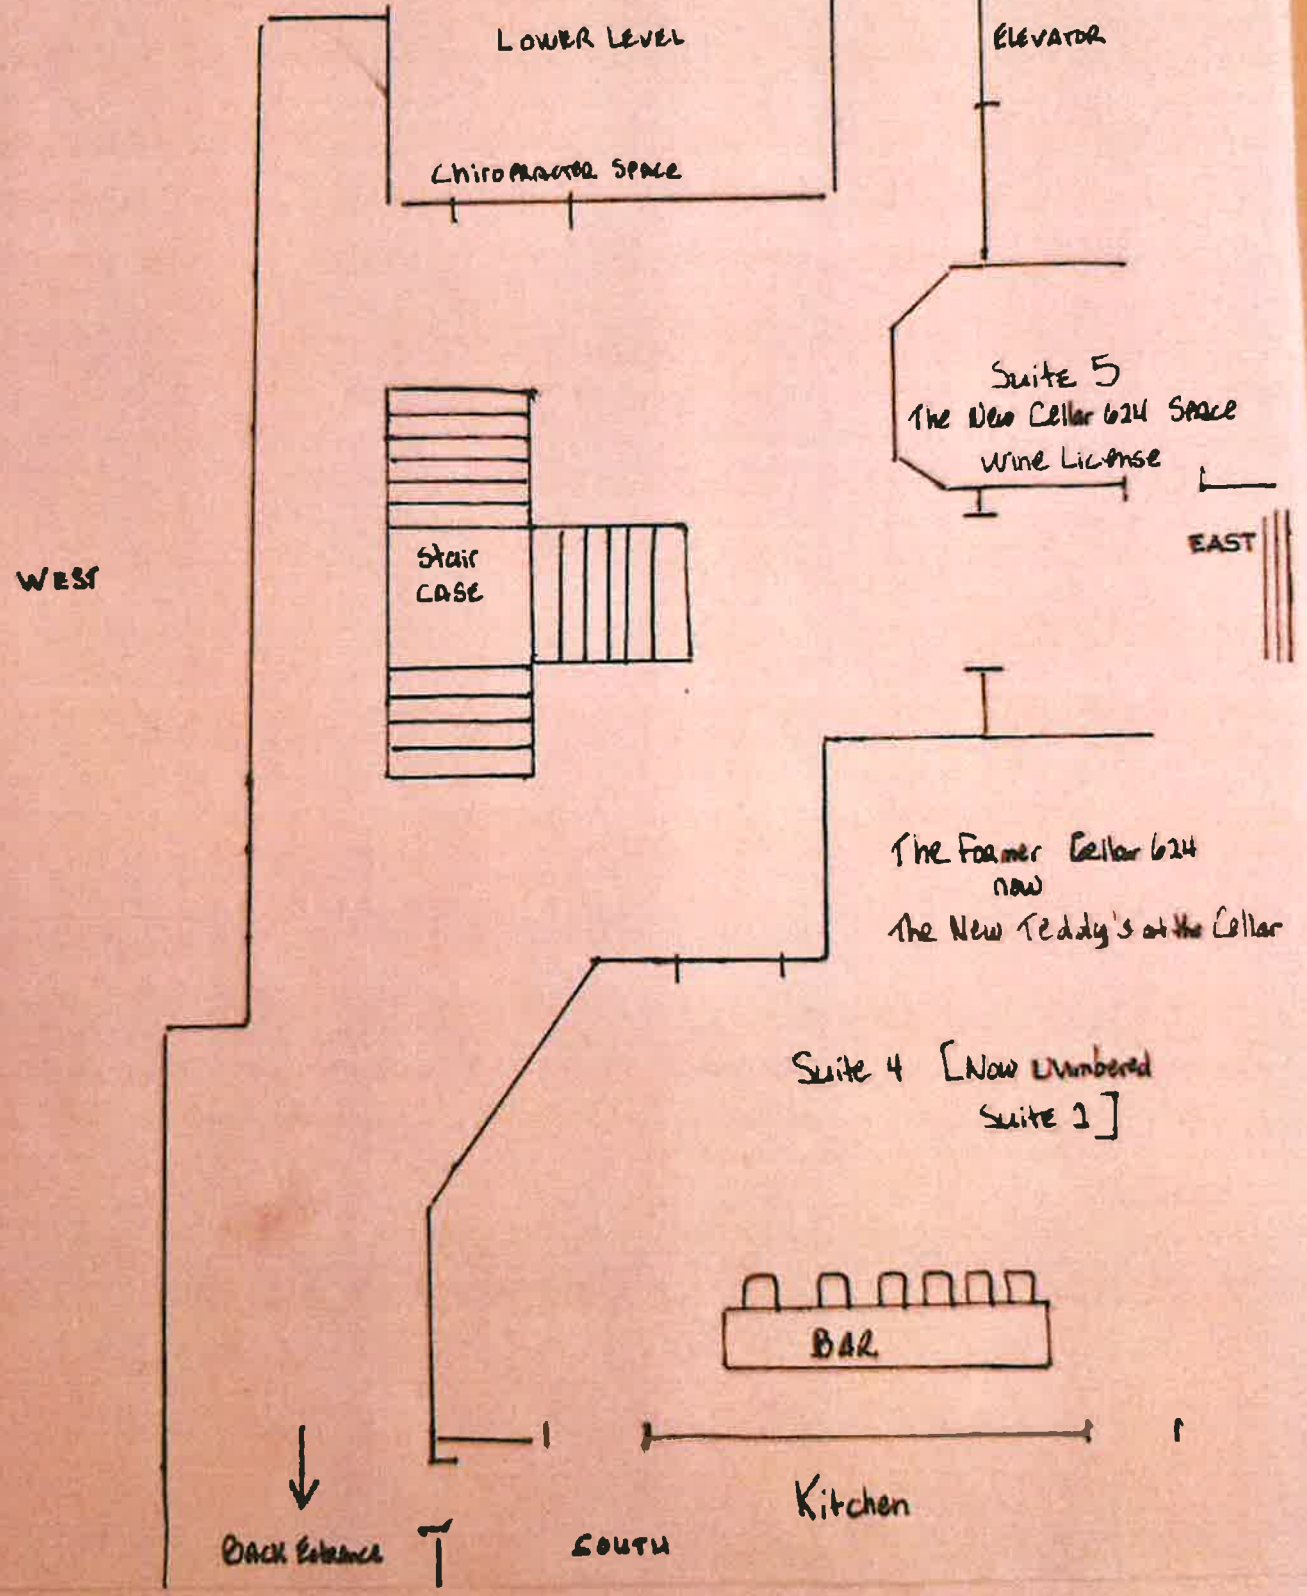 LOWER LEVEL
ELEVATOR
Chiropractor Space
Suite 5
The New Cellar 624 Space
Wine License
EAST
WEST
Stair
CASE
The Former Cellar 624
now
The New Teddy's at the Cellar
Suite 4 [Now Numbered
Suite 1]
BAR
Kitchen
BACK Entrance
SOUTH